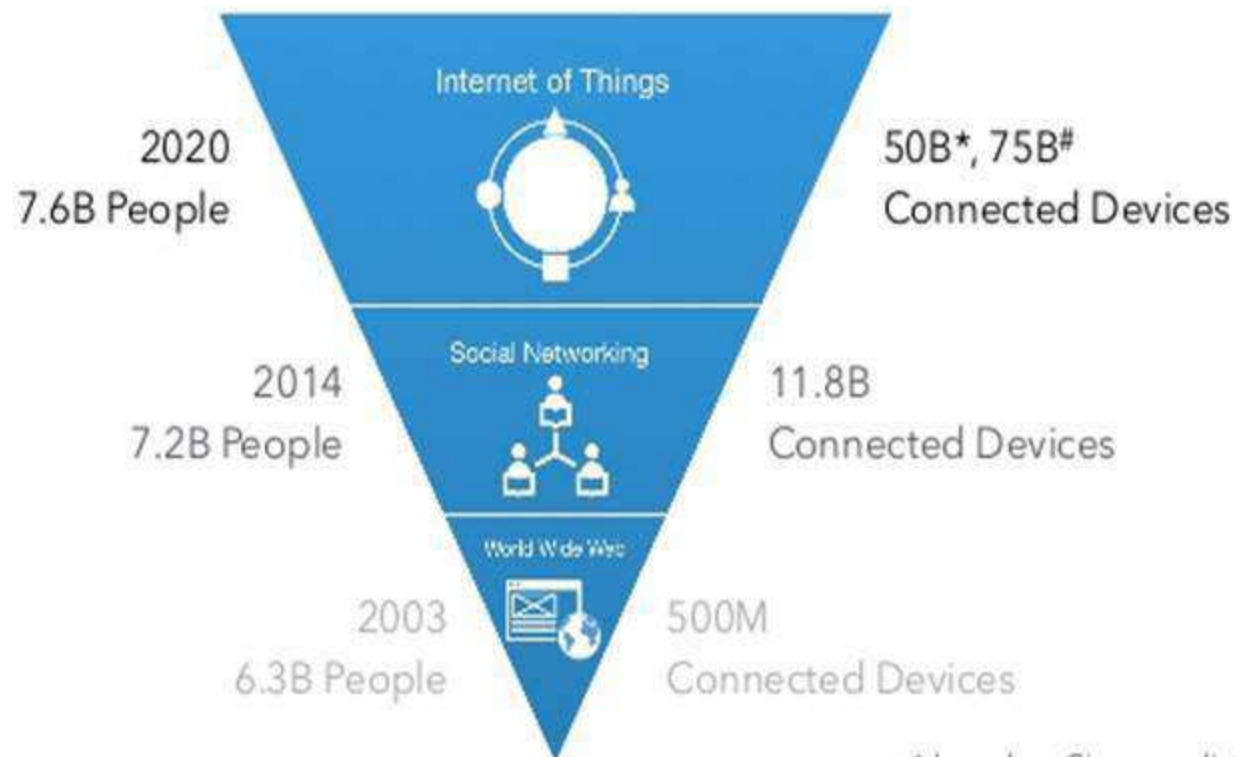 Internet of Things
2020
7.6B People
50B*, 75B#
Connected Devices
Social Networking
2014
7.2B People
11.8B
Connected Devices
World Wide Web
2003
6.3B People
500M
Connected Devices